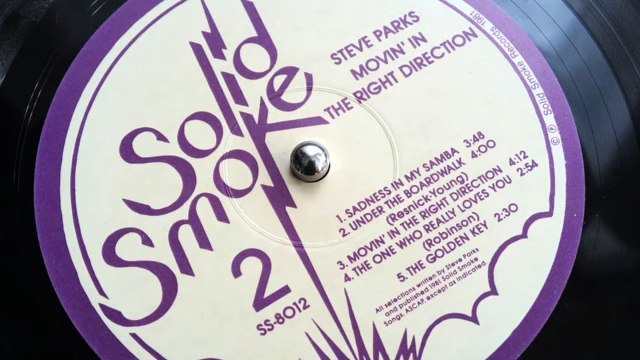 Solid
Smoke
2
SS-8012
STEVE PARKS
MOVIN' IN
THE RIGHT DIRECTION
1. SADNESS IN MY SAMBA 3:48
2. UNDER THE BOARDWALK 4:00
(Resnick-Young)
3. MOVIN' IN THE RIGHT DIRECTION 4:12
4. THE ONE WHO REALLY LOVES YOU 2:54
(Robinson)
5. THE GOLDEN KEY 2:30
All selections written by Steve Parks
and published 1981 Solid Smoke
Songs, ASCAP, except as indicated.
℗ © Solid Smoke Records 1981